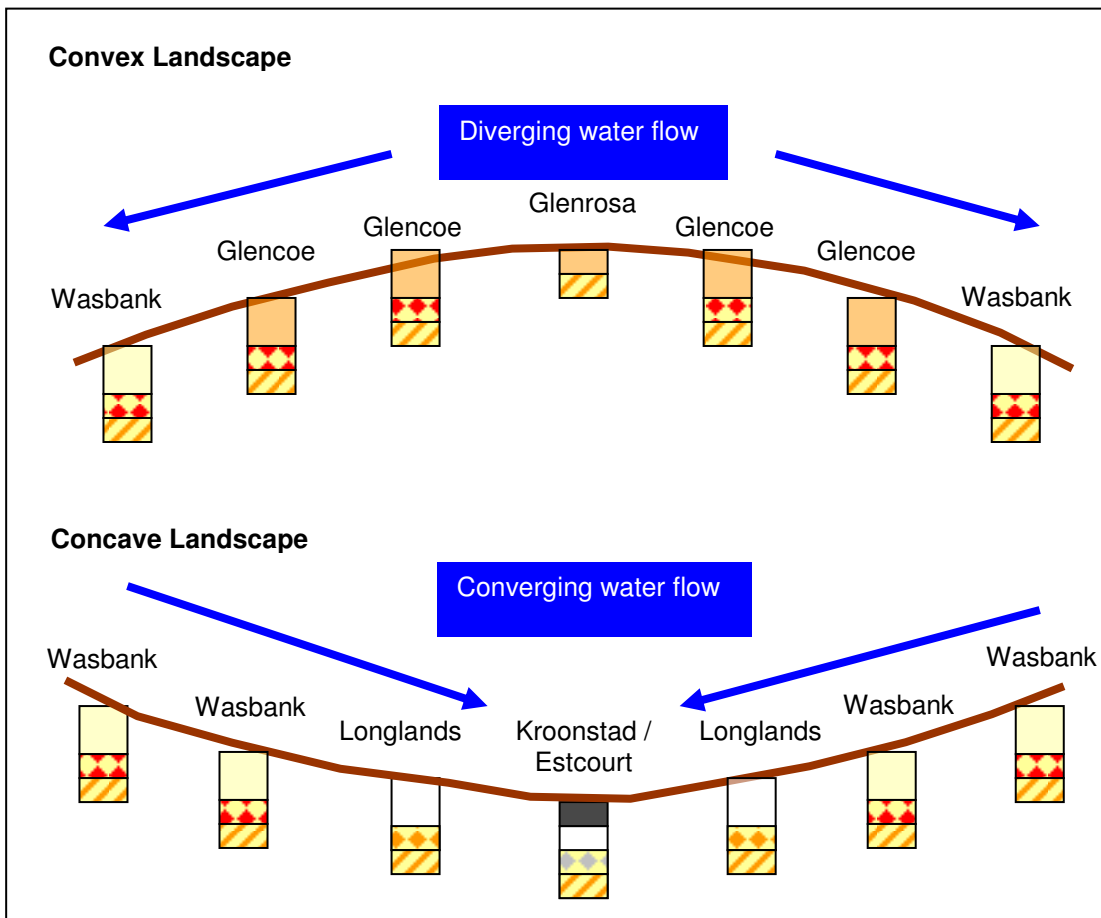 Convex Landscape
Diverging water flow
Glenrosa
Glencoe
Glencoe
Glencoe
Glencoe
Wasbank
Wasbank
Concave Landscape
Converging water flow
Wasbank
Wasbank
Wasbank
Wasbank
Longlands
Kroonstad /
Estcourt
Longlands